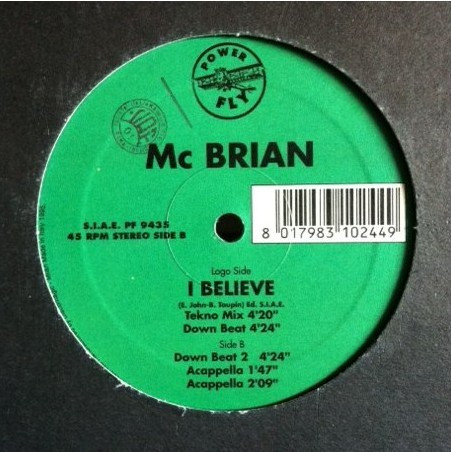 POWER
FLY
Mc BRIAN
S.I.A.E. PF 9435
45 RPM STEREO SIDE B
8 017983 102449
Logo Side
I BELIEVE
(E. John-B. Taupin) Ed. S.I.A.E.
Tekno Mix 4'20"
Down Beat 4'24"
Side B
Down Beat 2 4'24"
Acappella 1'47"
Acappella 2'09"